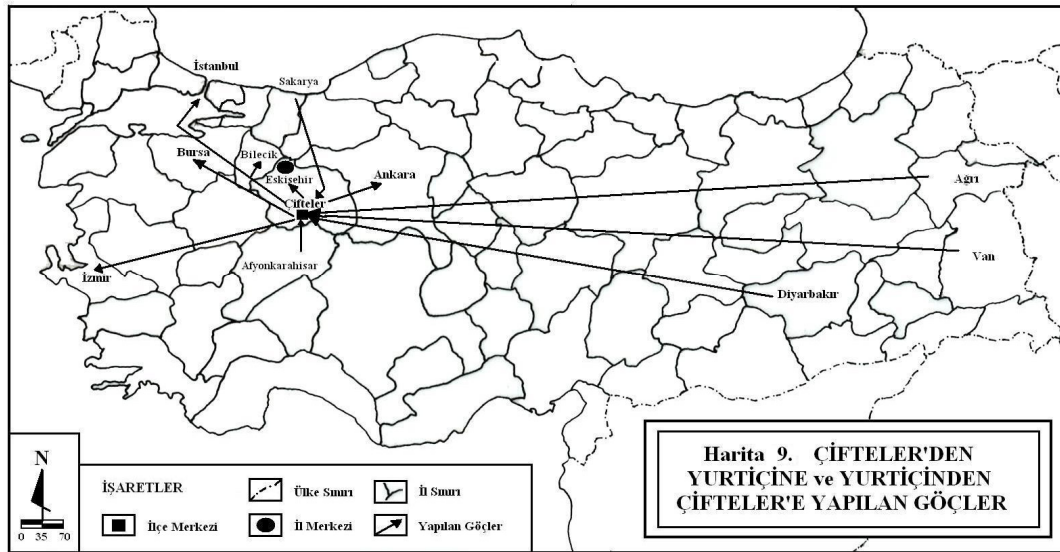 İstanbul
Sakarya
Bursa
Bilecik
Eskişehir
Ankara
Çifteler
Ağrı
Van
Diyarbakır
Afyonkarahisar
İzmir
N
0 35 70
İŞARETLER
Ülke Sınırı
İl Sınırı
İlçe Merkezi
İl Merkezi
Yapılan Göçler
Harita 9. ÇİFTELER'DEN
YURTİÇİNE ve YURTİÇİNDEN
ÇİFTELER'E YAPILAN GÖÇLER